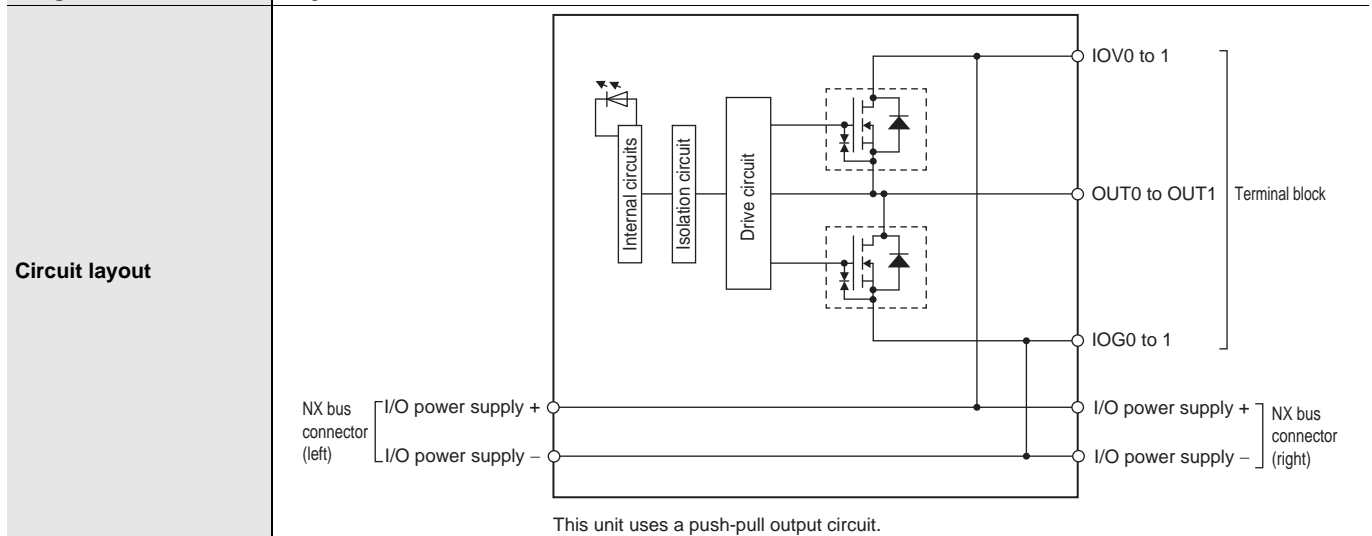 Circuit layout
Internal circuits
Isolation circuit
Drive circuit
IOV0 to 1
OUT0 to OUT1
Terminal block
IOG0 to 1
NX bus
connector
(left)
I/O power supply +
I/O power supply −
I/O power supply +
I/O power supply −
NX bus
connector
(right)
This unit uses a push-pull output circuit.